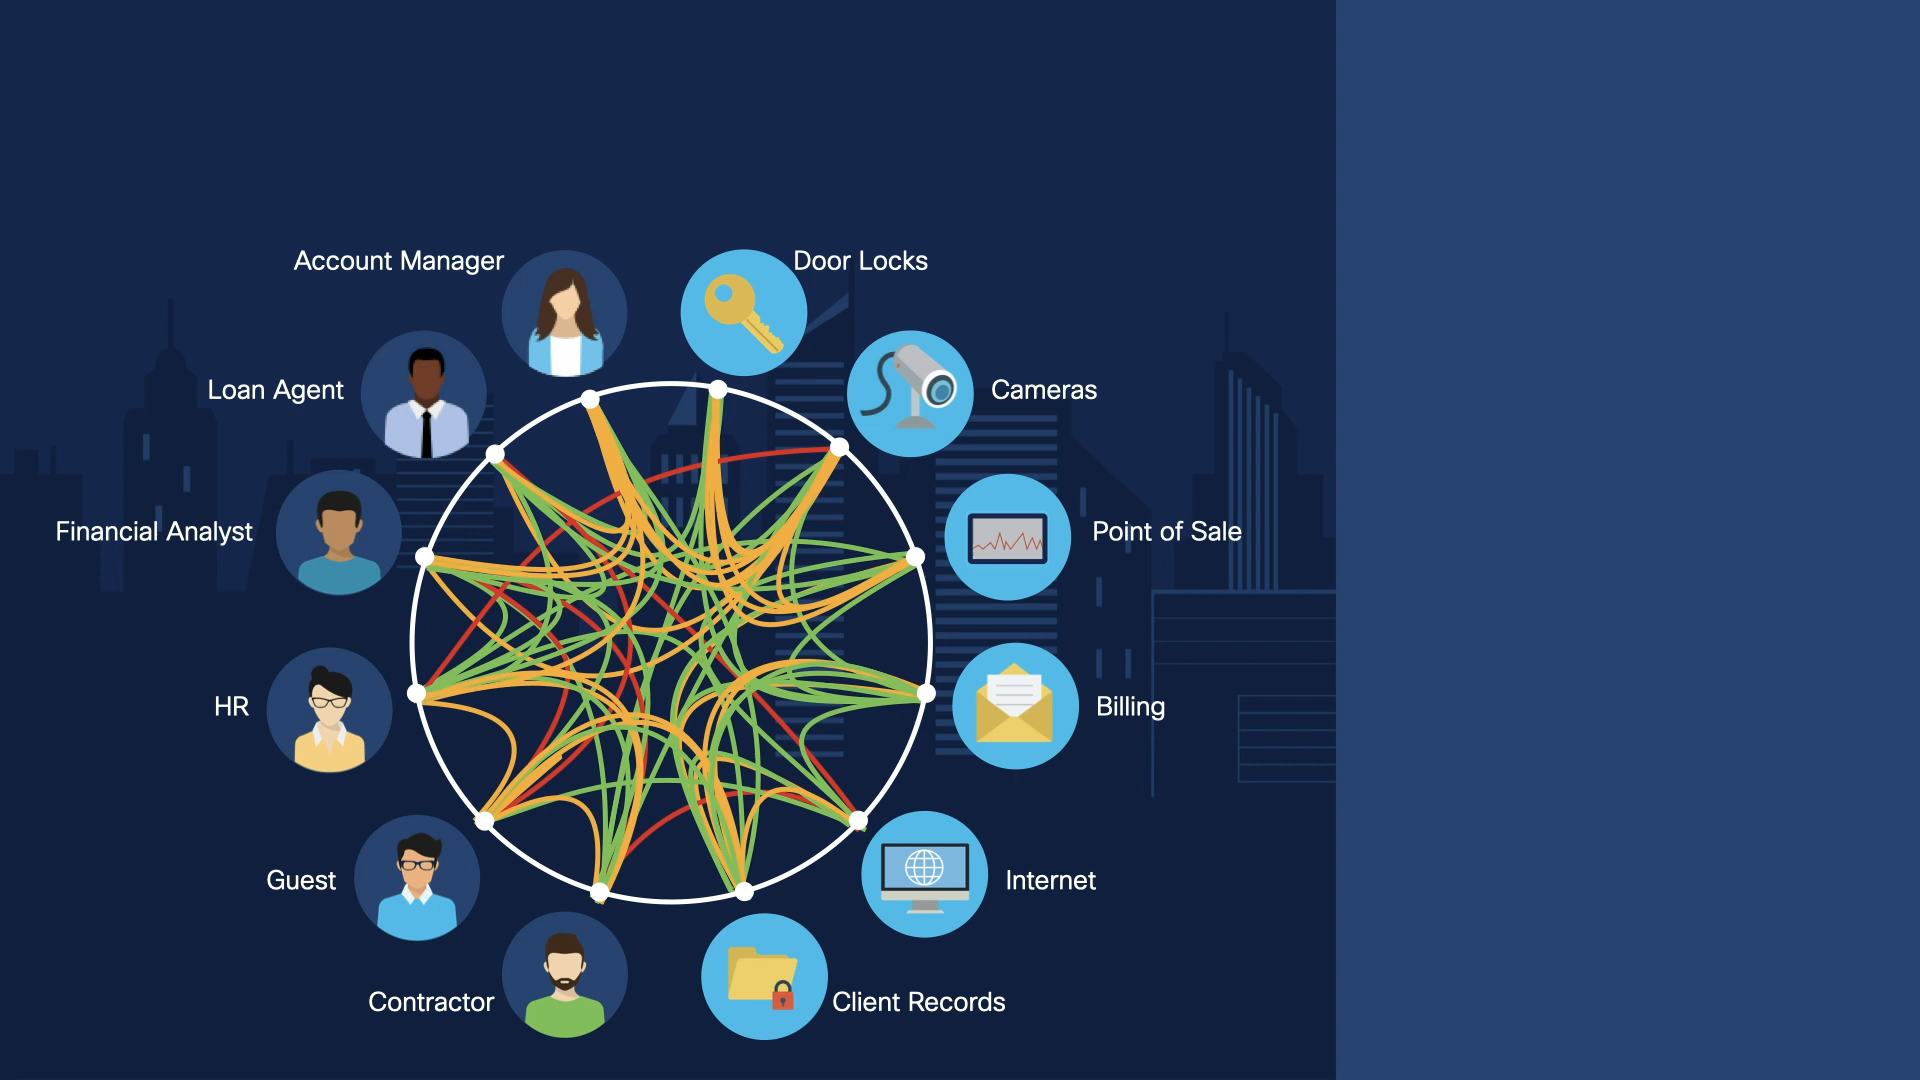 Account Manager
Door Locks
Loan Agent
Cameras
Financial Analyst
Point of Sale
HR
Billing
Guest
Internet
Contractor
Client Records